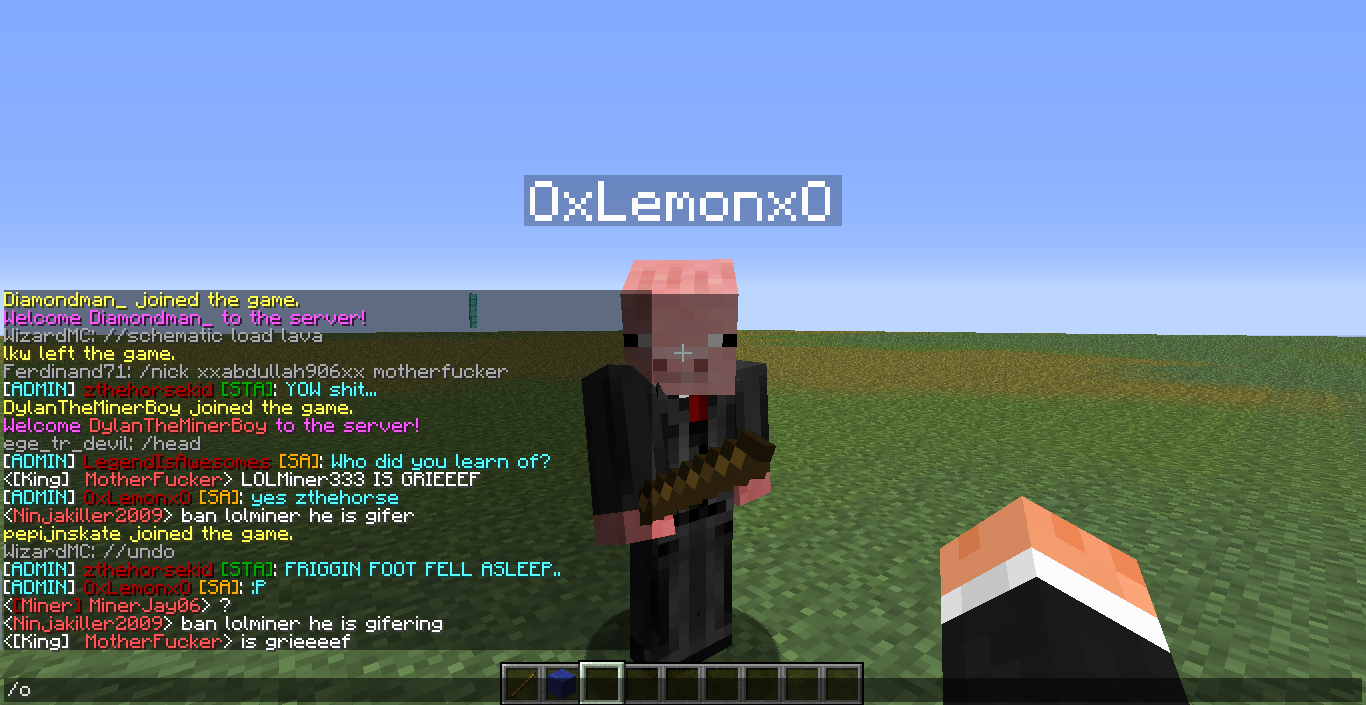 0xLemonx0
Diamondman_ joined the game.
Welcome Diamondman_ to the server!
WizardMC: //schematic load lava
lkw left the game.
Ferdinand71: /nick xxabdullah906xx motherfucker
[ADMIN] zthehorsekid [STA]: YOW shit...
DylanTheMinerBoy joined the game.
Welcome DylanTheMinerBoy to the server!
ege_tr_devil: /head
[ADMIN] LegendIsAwesomes [SA]: Who did you learn of?
<[King] MotherFucker> LOLMiner333 IS GRIEEEF
[ADMIN] 0xLemonx0 [SA]: yes zthehorse
<Ninjakiller2009> ban lolminer he is gifer
pepijnskate joined the game.
WizardMC: //undo
[ADMIN] zthehorsekid [STA]: FRIGGIN FOOT FELL ASLEEP..
[ADMIN] 0xLemonx0 [SA]: :P
<[Miner] MinerJay06> ?
<Ninjakiller2009> ban lolminer he is gifering
<[King] MotherFucker> is grieeeef
/o